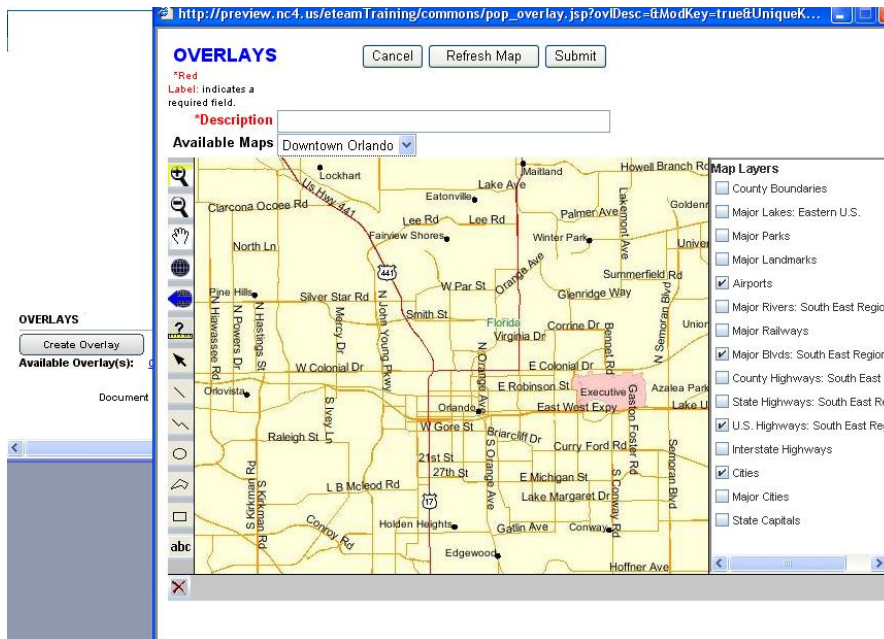 http://preview.nc4.us/eteamTraining/commons/pop_overlay.jsp?ovlDesc=&ModKey=true&UniqueK...
OVERLAYS
Cancel
Refresh Map
Submit
*Red
Label: indicates a
required field.
*Description
Available Maps
Downtown Orlando
Map Layers
County Boundaries
Major Lakes: Eastern U.S.
Major Parks
Major Landmarks
Airports
Major Rivers: South East Regio
Major Railways
Major Blvds: South East Region
County Highways: South East
State Highways: South East Re
U.S. Highways: South East Reg
Interstate Highways
Cities
Major Cities
State Capitals
abc
Lockhart
Maitland
Howell Branch Rd
Us Hwy 441
Lake Ave
Eatonville
Clarcona Ocoee Rd
Lee Rd
Lee Rd
Palmer Ave
Lakemont Ave
Goldenr
North Ln
Fairview Shores
Winter Park
Univer
441
Orange Ave
Summerfield Rd
Pine Hills
Silver Star Rd
W Par St
Glenridge Way
N Semoran Blvd
N Hiawassee Rd
N Powers Dr
N Hastings St
Mercy Dr
N John Young Pkwy
Smith St
Florida
Virginia Dr
Corrine Dr
Bennet Rd
Union
W Colonial Dr
N Orange Ave
E Colonial Dr
Orlovista
E Robinson St
Executive
Azalea Park
Orlando
East West Expy
Gaston Foster Rd
Lake U
S Ivey Ln
W Gore St
Raleigh St
Briarcliff Dr
Curry Ford Rd
21st St
27th St
S Orange Ave
E Michigan St
S Conway Rd
Semoran Blvd
S Kirkman Rd
S Kirkman Rd
L B Mcleod Rd
17
Lake Margaret Dr
Conroy Rd
Holden Heights
Gatlin Ave
Conway
Edgewood
Hoffner Ave
OVERLAYS
Create Overlay
Available Overlay(s):
Document